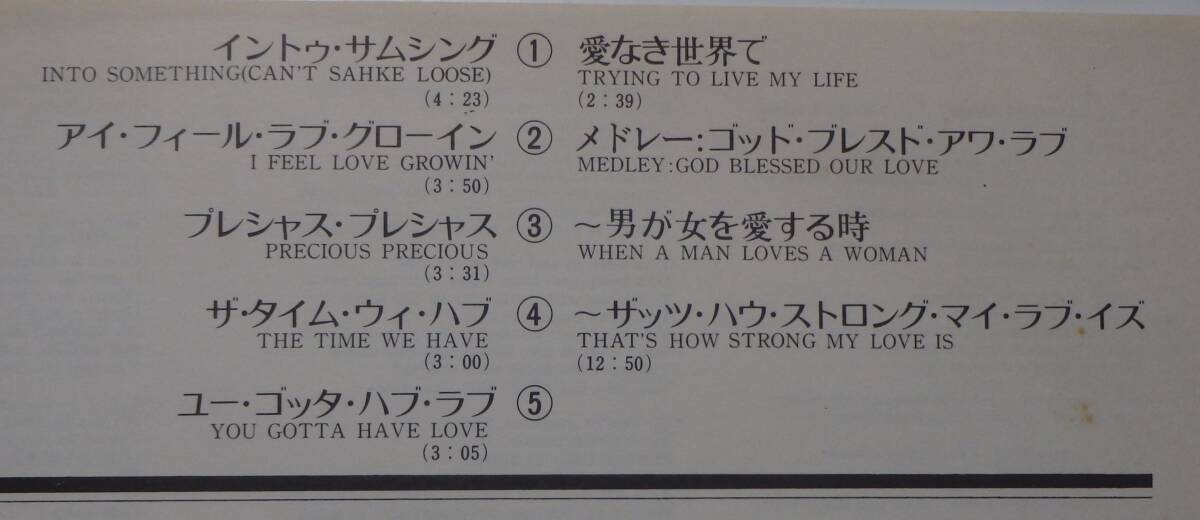 イントゥ・サムシング
INTO SOMETHING(CAN'T SAHKE LOOSE)
(4:23)
アイ・フィール・ラブ・グローイン
I FEEL LOVE GROWIN'
(3:50)
プレシャス・プレシャス
PRECIOUS PRECIOUS
(3:31)
ザ・タイム・ウィ・ハブ
THE TIME WE HAVE
(3:00)
ユー・ゴッタ・ハブ・ラブ
YOU GOTTA HAVE LOVE
(3:05)
①
②
③
④
⑤
愛なき世界で
TRYING TO LIVE MY LIFE
(2:39)
メドレー:ゴッド・ブレスド・アワ・ラブ
MEDLEY:GOD BLESSED OUR LOVE
~男が女を愛する時
WHEN A MAN LOVES A WOMAN
~ザッツ・ハウ・ストロング・マイ・ラブ・イズ
THAT'S HOW STRONG MY LOVE IS
(12:50)